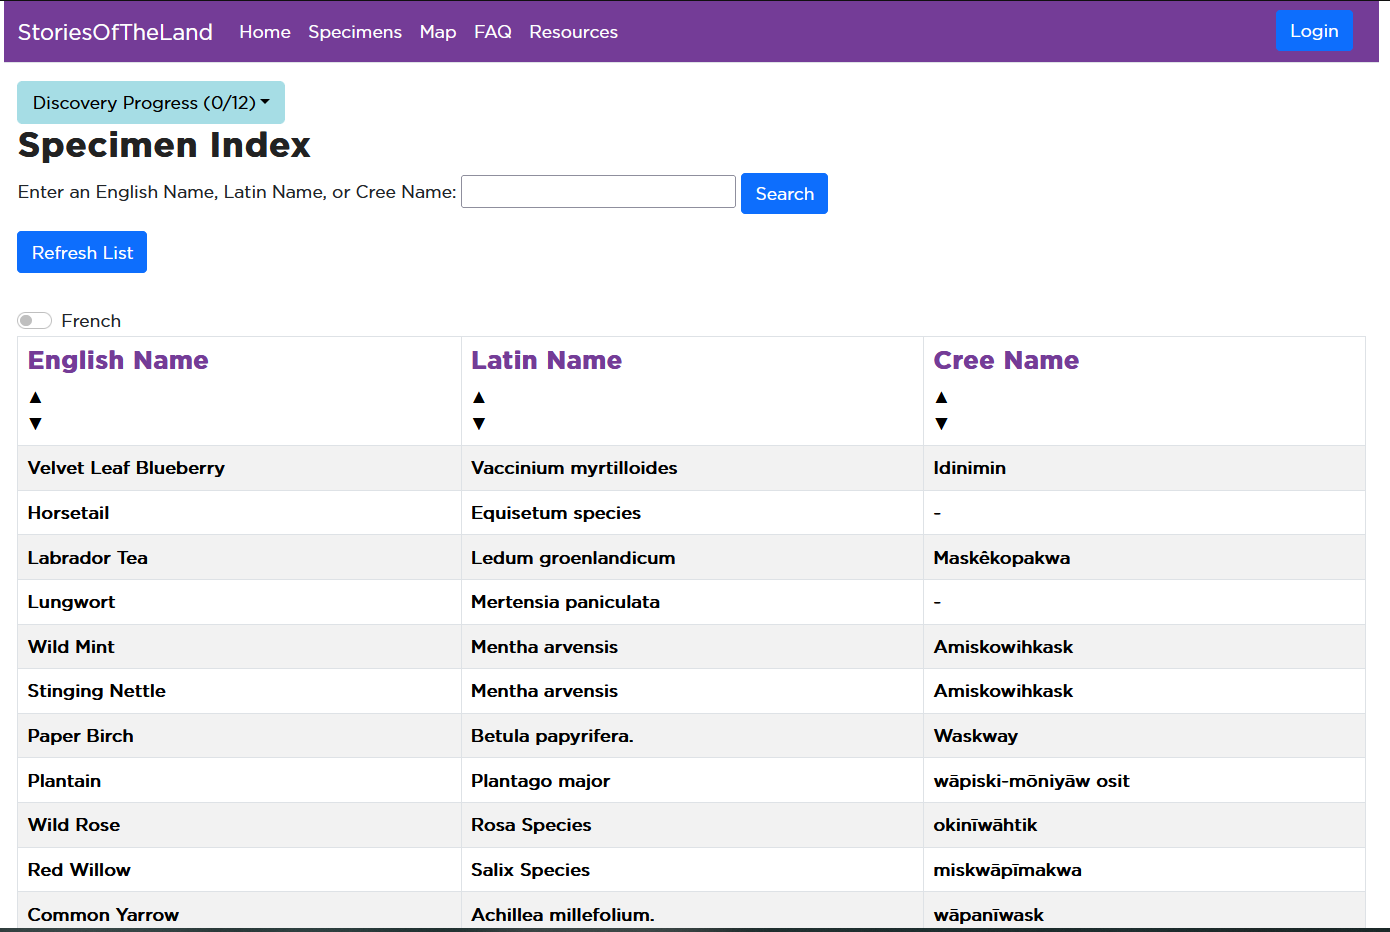 StoriesOfTheLand Home Specimens Map FAQ Resources Login
Discovery Progress (0/12)
Specimen Index
Enter an English Name, Latin Name, or Cree Name: Search
Refresh List
French
English Name Latin Name Cree Name
▲ ▲ ▲
▼ ▼ ▼
Velvet Leaf Blueberry Vaccinium myrtilloides Idinimin
Horsetail Equisetum species -
Labrador Tea Ledum groenlandicum Maskêkopakwa
Lungwort Mertensia paniculata -
Wild Mint Mentha arvensis Amiskowihkask
Stinging Nettle Mentha arvensis Amiskowihkask
Paper Birch Betula papyrifera. Waskway
Plantain Plantago major wāpiski-mōniyāw osit
Wild Rose Rosa Species okinīwāhtik
Red Willow Salix Species miskwāpīmakwa
Common Yarrow Achillea millefolium. wāpanīwask